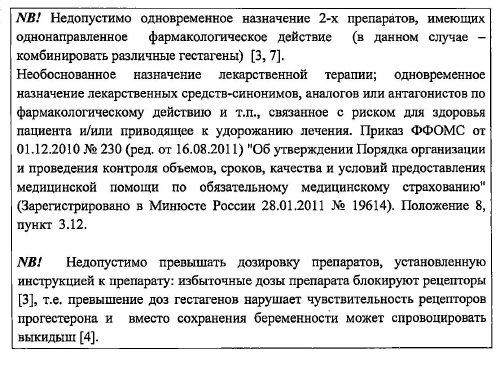 NB! Недопустимо одновременное назначение 2-х препаратов, имеющих
однонаправленное фармакологическое действие (в данном случае –
комбинировать различные гестагены) [3, 7].
Необоснованное назначение лекарственной терапии; одновременное
назначение лекарственных средств-синонимов, аналогов или антагонистов по
фармакологическому действию и т.п., связанное с риском для здоровья
пациента и/или приводящее к удорожанию лечения. Приказ ФФОМС от
01.12.2010 № 230 (ред. от 16.08.2011) "Об утверждении Порядка организации
и проведения контроля объемов, сроков, качества и условий предоставления
медицинской помощи по обязательному медицинскому страхованию"
(Зарегистрировано в Минюсте России 28.01.2011 № 19614). Положение 8,
пункт 3.12.
NB! Недопустимо превышать дозировку препаратов, установленную
инструкцией к препарату: избыточные дозы препарата блокируют рецепторы
[3], т.е. превышение доз гестагенов нарушает чувствительность рецепторов
прогестерона и вместо сохранения беременности может спровоцировать
выкидыш [4].